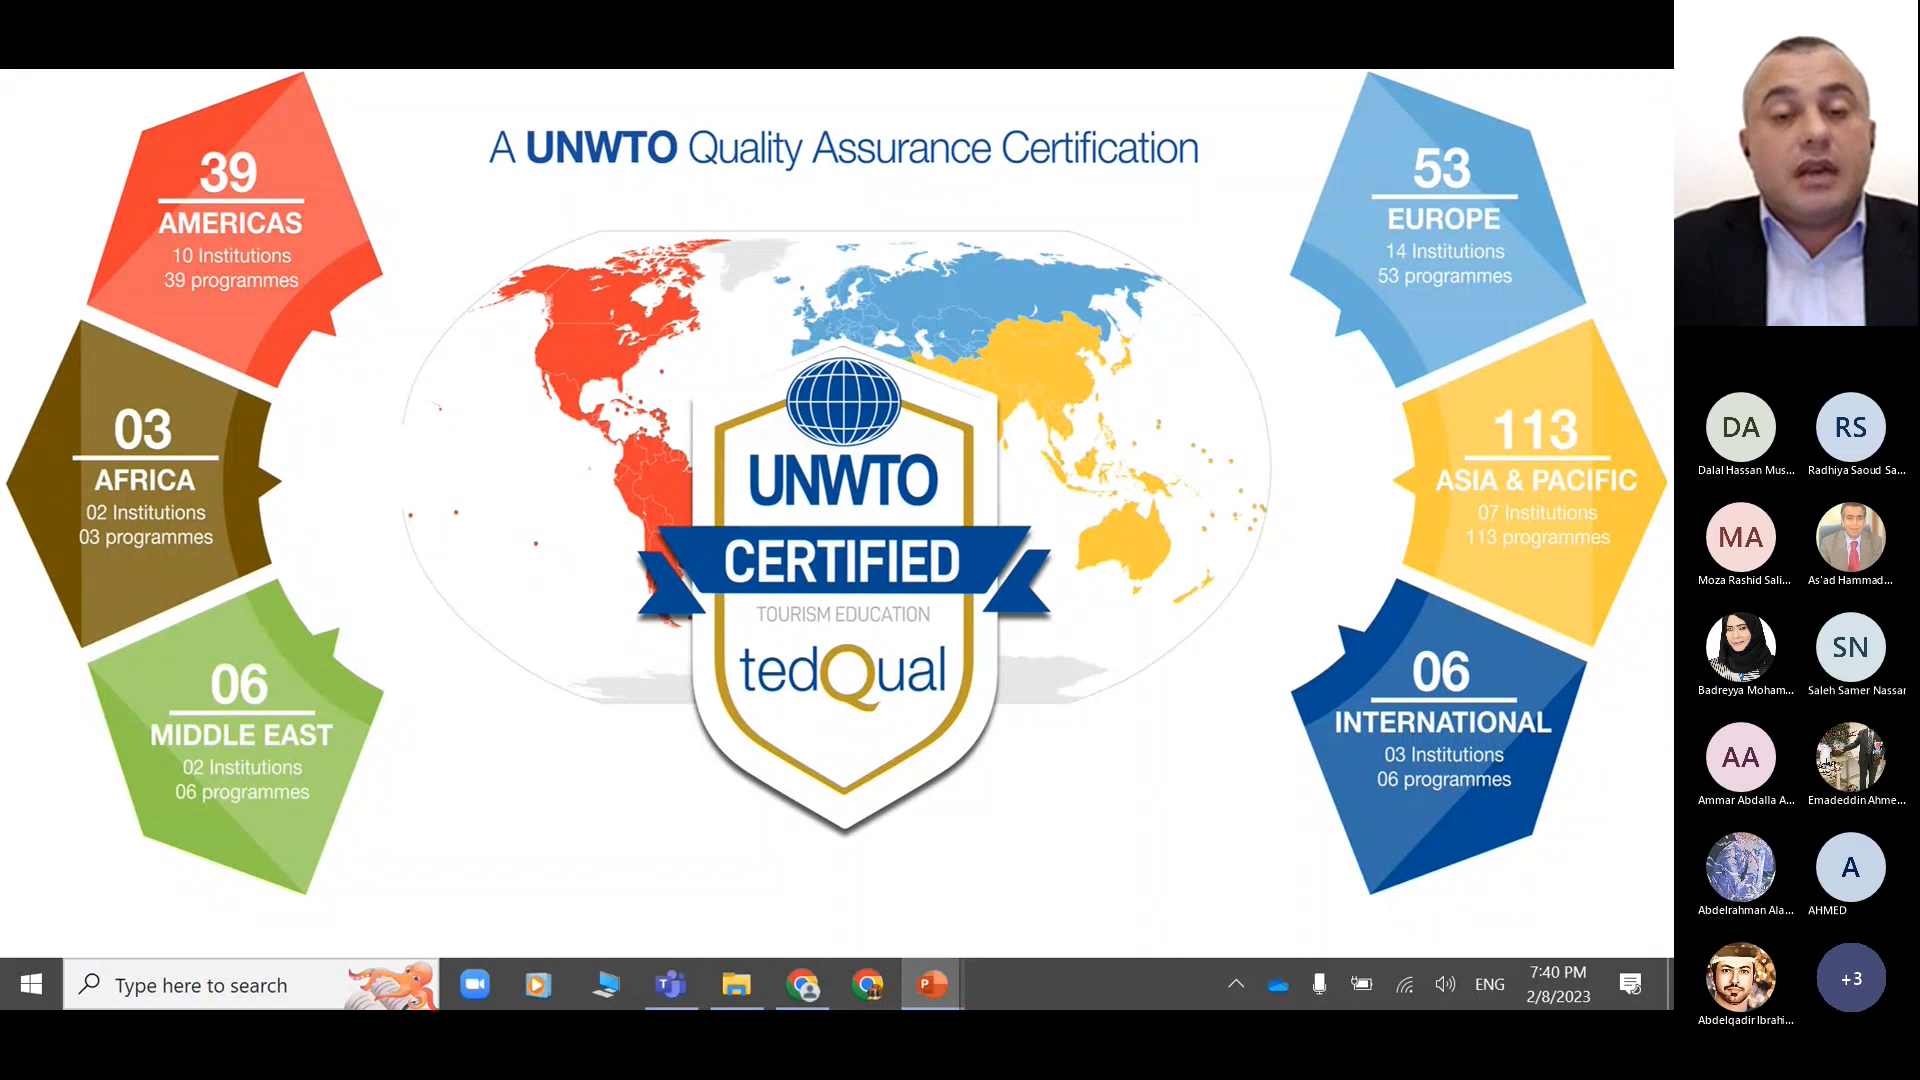 A UNWTO Quality Assurance Certification
39
AMERICAS
10 Institutions
39 programmes
03
AFRICA
02 Institutions
03 programmes
06
MIDDLE EAST
02 Institutions
06 programmes
UNWTO
CERTIFIED
TOURISM EDUCATION
tedQual
53
EUROPE
14 Institutions
53 programmes
113
ASIA & PACIFIC
07 Institutions
113 programmes
06
INTERNATIONAL
03 Institutions
06 programmes
DA
Dalal Hassan Mus...
RS
Radhiya Saoud Sa...
MA
Moza Rashid Sali...
As'ad Hammad...
Badreyya Moham...
SN
Saleh Samer Nassar
AA
Ammar Abdalla A...
Emadeddin Ahme...
Abdelrahman Ala...
A
AHMED
Abdelqadir Ibrahi...
+3
Type here to search
ENG
7:40 PM
2/8/2023